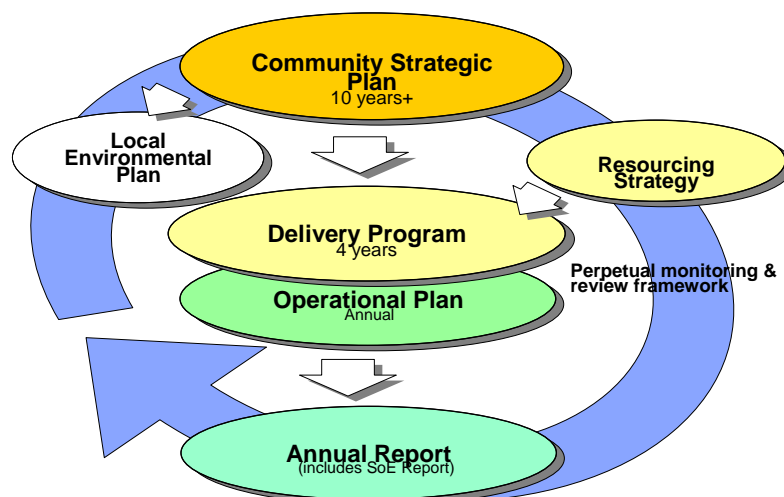 Community Strategic
Plan
10 years+
Local
Environmental
Plan
Resourcing
Strategy
Delivery Program
4 years
Perpetual monitoring &
review framework
Operational Plan
Annual
Annual Report
(includes SoE Report)